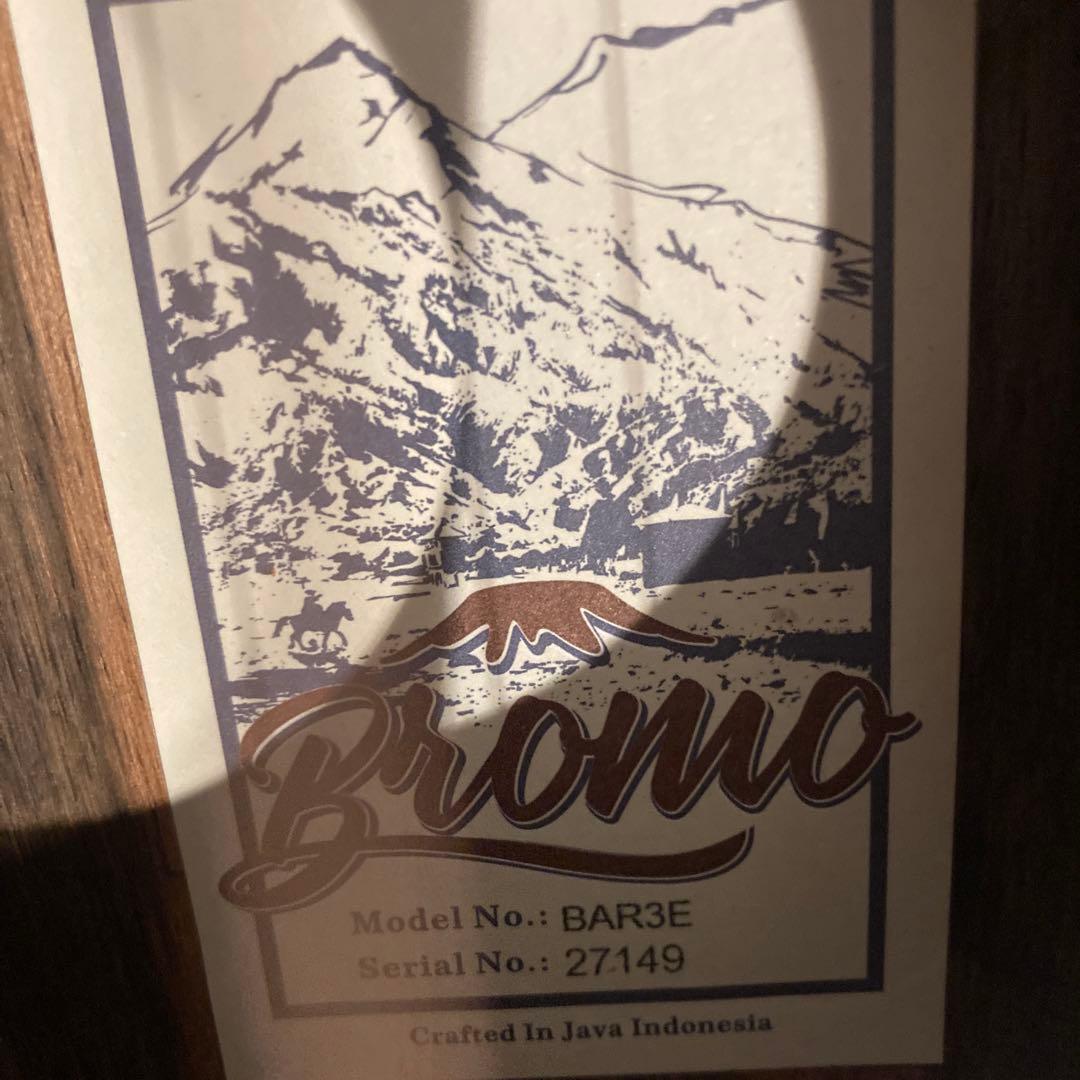 Bromo
Model No.: BAR3E
Serial No.: 27149
Crafted In Java Indonesia